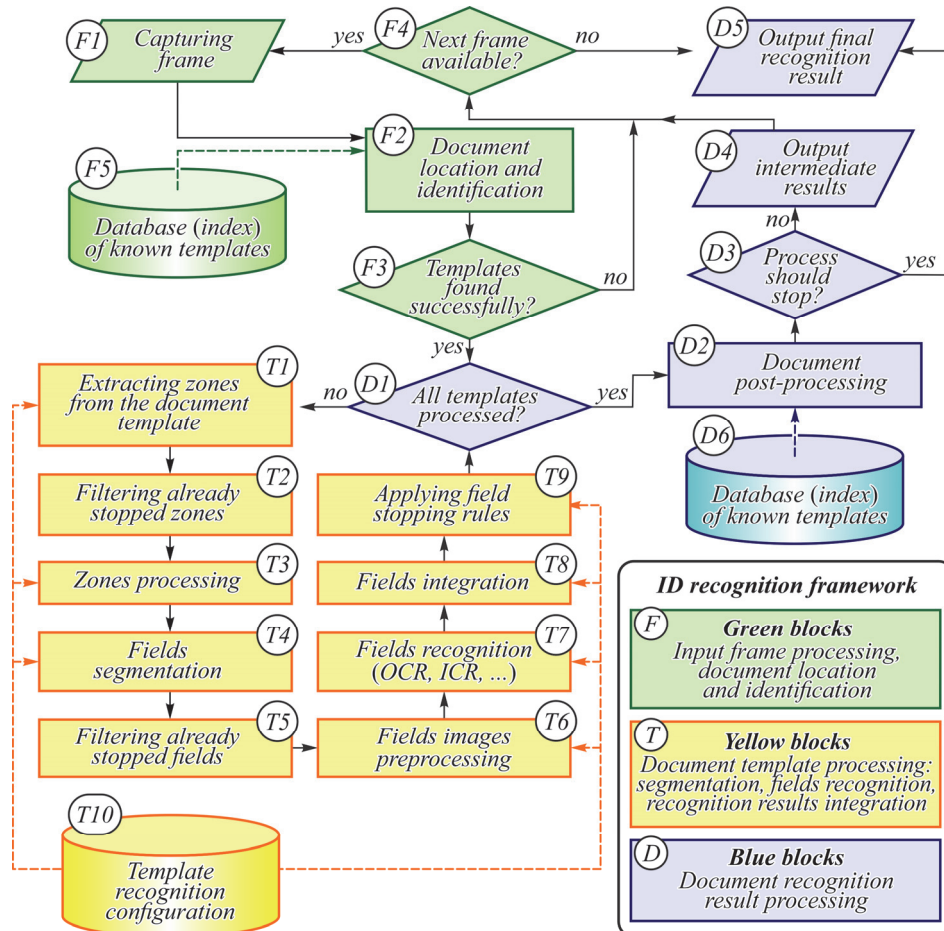 F1
Capturing
frame
yes
F4
Next frame
available?
no
D5
Output final
recognition
result
F5
Database (index)
of known templates
F2
Document
location and
identification
D4
Output
intermediate
results
no
F3
Templates
found
successfully?
no
yes
D3
Process
should
stop?
yes
T1
Extracting zones
from the document
template
no
D1
All templates
processed?
yes
D2
Document
post-processing
D6
Database (index)
of known templates
T2
Filtering already
stopped zones
T9
Applying field
stopping rules
T3
Zones processing
T8
Fields integration
T4
Fields
segmentation
T7
Fields recognition
(OCR, ICR, ...)
T5
Filtering already
stopped fields
T6
Fields images
preprocessing
T10
Template
recognition
configuration
ID recognition framework
F
Green blocks
Input frame processing,
document location
and identification
T
Yellow blocks
Document template processing:
segmentation, fields recognition,
recognition results integration
D
Blue blocks
Document recognition
result processing